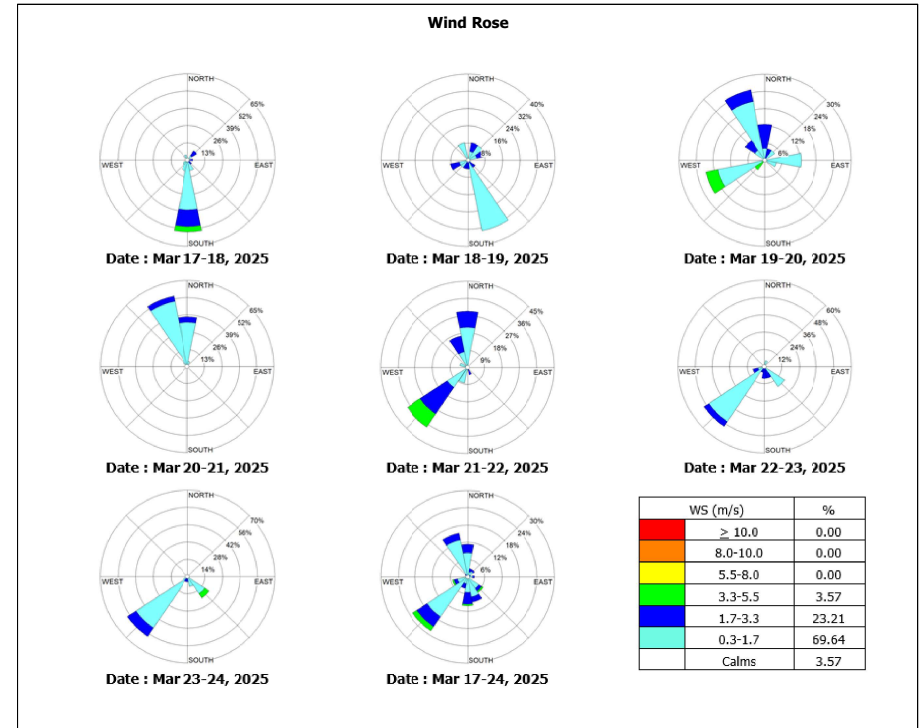 Wind Rose
NORTH
65%
52%
39%
26%
13%
WEST
EAST
SOUTH
Date : Mar 17-18, 2025
NORTH
40%
32%
24%
16%
8%
WEST
EAST
SOUTH
Date : Mar 18-19, 2025
NORTH
30%
24%
18%
12%
6%
WEST
EAST
SOUTH
Date : Mar 19-20, 2025
NORTH
65%
52%
39%
26%
13%
WEST
EAST
SOUTH
Date : Mar 20-21, 2025
NORTH
45%
36%
27%
18%
9%
WEST
EAST
SOUTH
Date : Mar 21-22, 2025
NORTH
60%
48%
36%
24%
12%
WEST
EAST
SOUTH
Date : Mar 22-23, 2025
NORTH
70%
56%
42%
28%
14%
WEST
EAST
SOUTH
Date : Mar 23-24, 2025
NORTH
30%
24%
18%
12%
6%
WEST
EAST
SOUTH
Date : Mar 17-24, 2025
WS (m/s) %
≥ 10.0 0.00
8.0-10.0 0.00
5.5-8.0 0.00
3.3-5.5 3.57
1.7-3.3 23.21
0.3-1.7 69.64
Calms 3.57